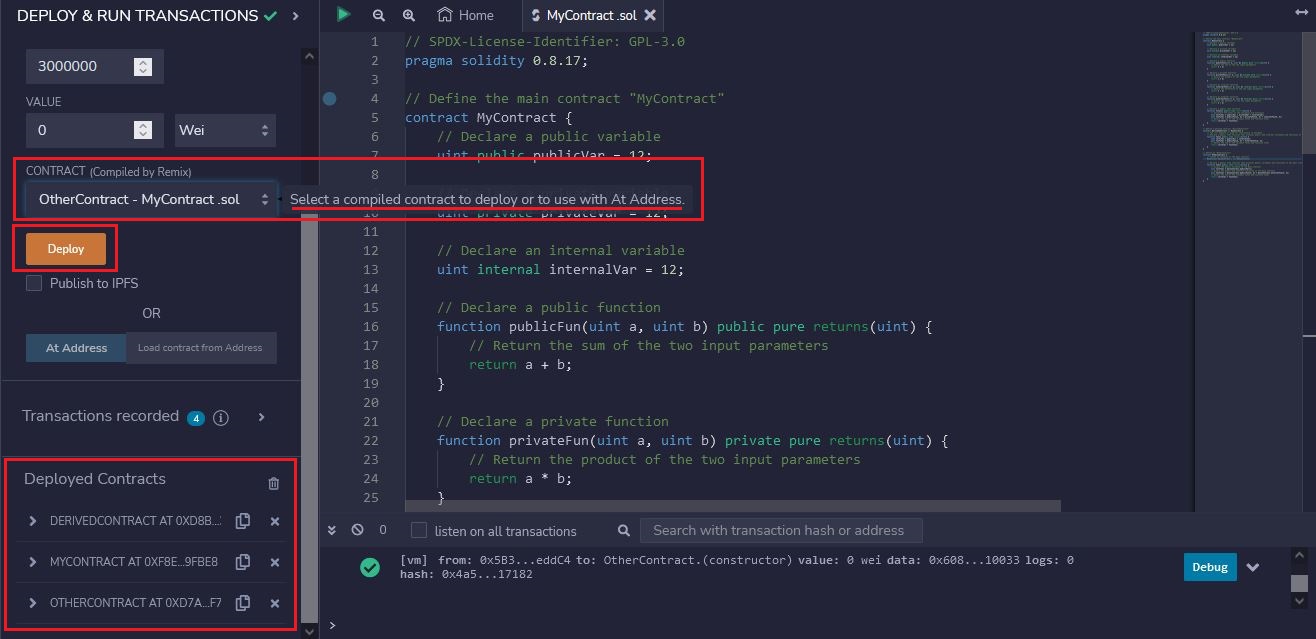 DEPLOY & RUN TRANSACTIONS
3000000
VALUE
0
Wei
CONTRACT (Compiled by Remix)
OtherContract - MyContract .sol
Select a compiled contract to deploy or to use with At Address.
Deploy
Publish to IPFS
OR
At Address
Load contract from Address
Transactions recorded 4 i
Deployed Contracts
DERIVEDCONTRACT AT 0XD8B...
MYCONTRACT AT 0XF8E...9FBE8
OTHERCONTRACT AT 0XD7A...F7
Home
MyContract .sol
1 // SPDX-License-Identifier: GPL-3.0
2 pragma solidity 0.8.17;
3
4 // Define the main contract "MyContract"
5 contract MyContract {
6 // Declare a public variable
7 uint public publicVar = 12;
8
10 uint private privateVar = 12;
11
12 // Declare an internal variable
13 uint internal internalVar = 12;
14
15 // Declare a public function
16 function publicFun(uint a, uint b) public pure returns(uint) {
17 // Return the sum of the two input parameters
18 return a + b;
19 }
20
21 // Declare a private function
22 function privateFun(uint a, uint b) private pure returns(uint) {
23 // Return the product of the two input parameters
24 return a * b;
25 }
0
listen on all transactions
Search with transaction hash or address
[vm] from: 0x5B3...eddC4 to: OtherContract.(constructor) value: 0 wei data: 0x608...10033 logs: 0
hash: 0x4a5...17182
Debug
>